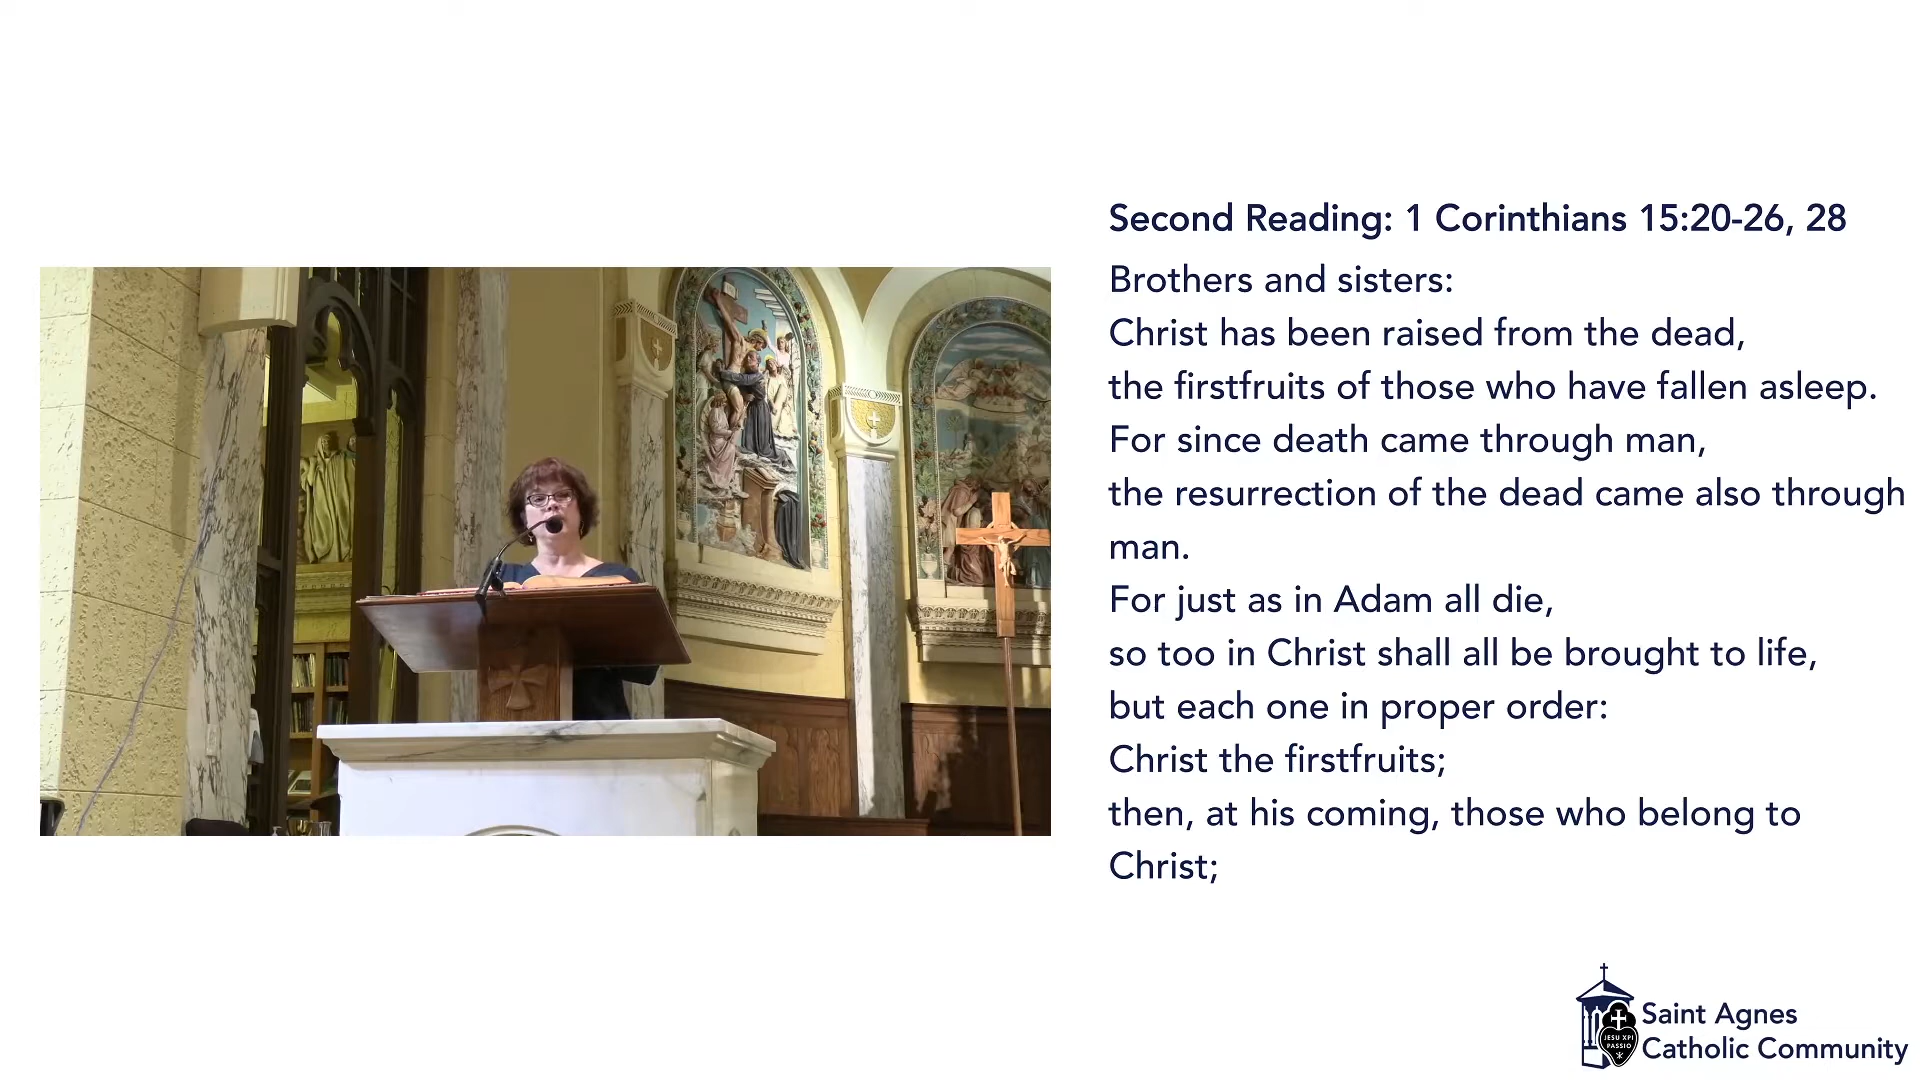 Second Reading: 1 Corinthians 15:20-26, 28
Brothers and sisters:
Christ has been raised from the dead,
the firstfruits of those who have fallen asleep.
For since death came through man,
the resurrection of the dead came also through
man.
For just as in Adam all die,
so too in Christ shall all be brought to life,
but each one in proper order:
Christ the firstfruits;
then, at his coming, those who belong to
Christ;
JESU XPI
PASSIO
Saint Agnes
Catholic Community